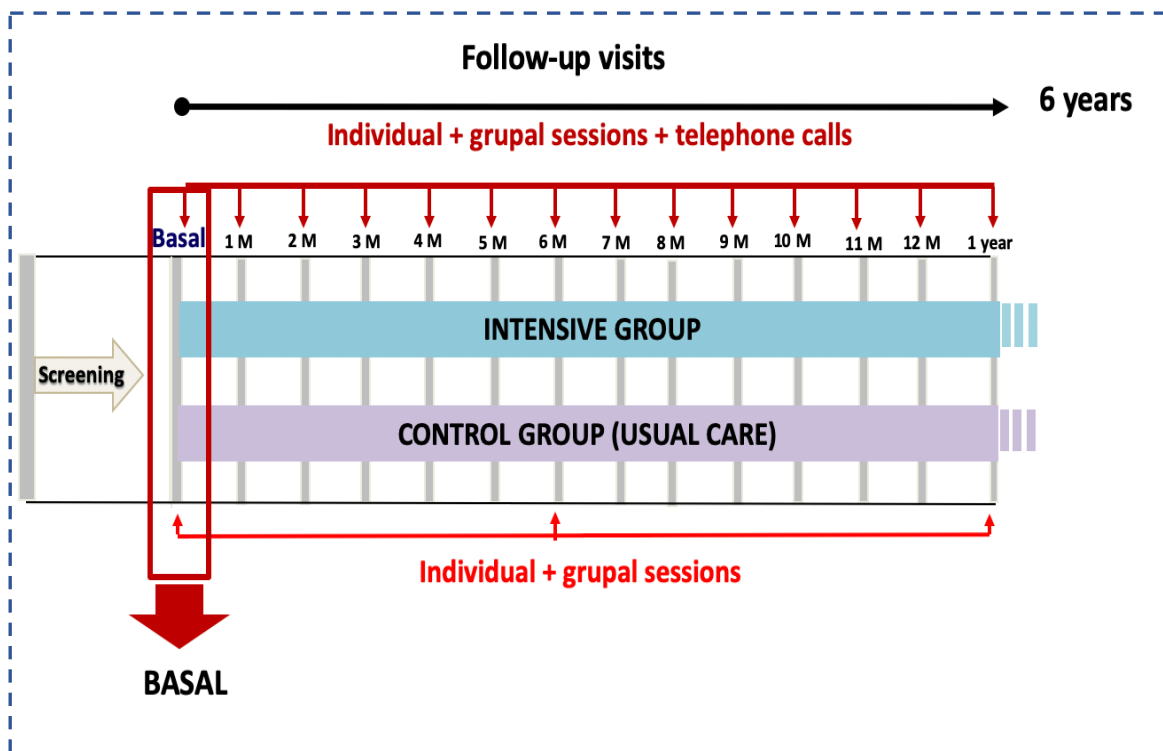 Follow-up visits
6 years
Individual + grupal sessions + telephone calls
Basal 1 M 2 M 3 M 4 M 5 M 6 M 7 M 8 M 9 M 10 M 11 M 12 M 1 year
INTENSIVE GROUP
Screening
CONTROL GROUP (USUAL CARE)
Individual + grupal sessions
BASAL